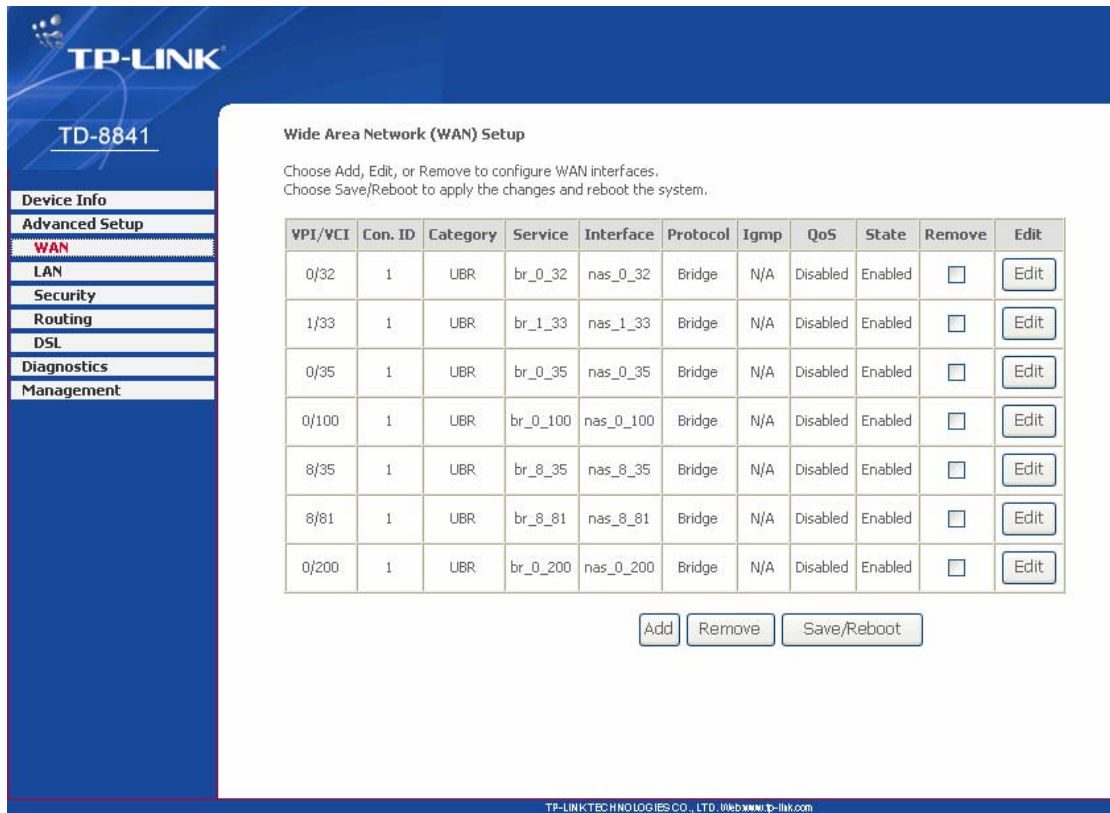 TP-LINK
TD-8841
Device Info
Advanced Setup
WAN
LAN
Security
Routing
DSL
Diagnostics
Management
Wide Area Network (WAN) Setup
Choose Add, Edit, or Remove to configure WAN interfaces.
Choose Save/Reboot to apply the changes and reboot the system.
VPI/VCI Con. ID Category Service Interface Protocol Igmp QoS State Remove Edit
0/32 1 UBR br_0_32 nas_0_32 Bridge N/A Disabled Enabled Edit
1/33 1 UBR br_1_33 nas_1_33 Bridge N/A Disabled Enabled Edit
0/35 1 UBR br_0_35 nas_0_35 Bridge N/A Disabled Enabled Edit
0/100 1 UBR br_0_100 nas_0_100 Bridge N/A Disabled Enabled Edit
8/35 1 UBR br_8_35 nas_8_35 Bridge N/A Disabled Enabled Edit
8/81 1 UBR br_8_81 nas_8_81 Bridge N/A Disabled Enabled Edit
0/200 1 UBR br_0_200 nas_0_200 Bridge N/A Disabled Enabled Edit
Add Remove Save/Reboot
TP-LINK TECHNOLOGIES CO., LTD. Web:www.tp-link.com